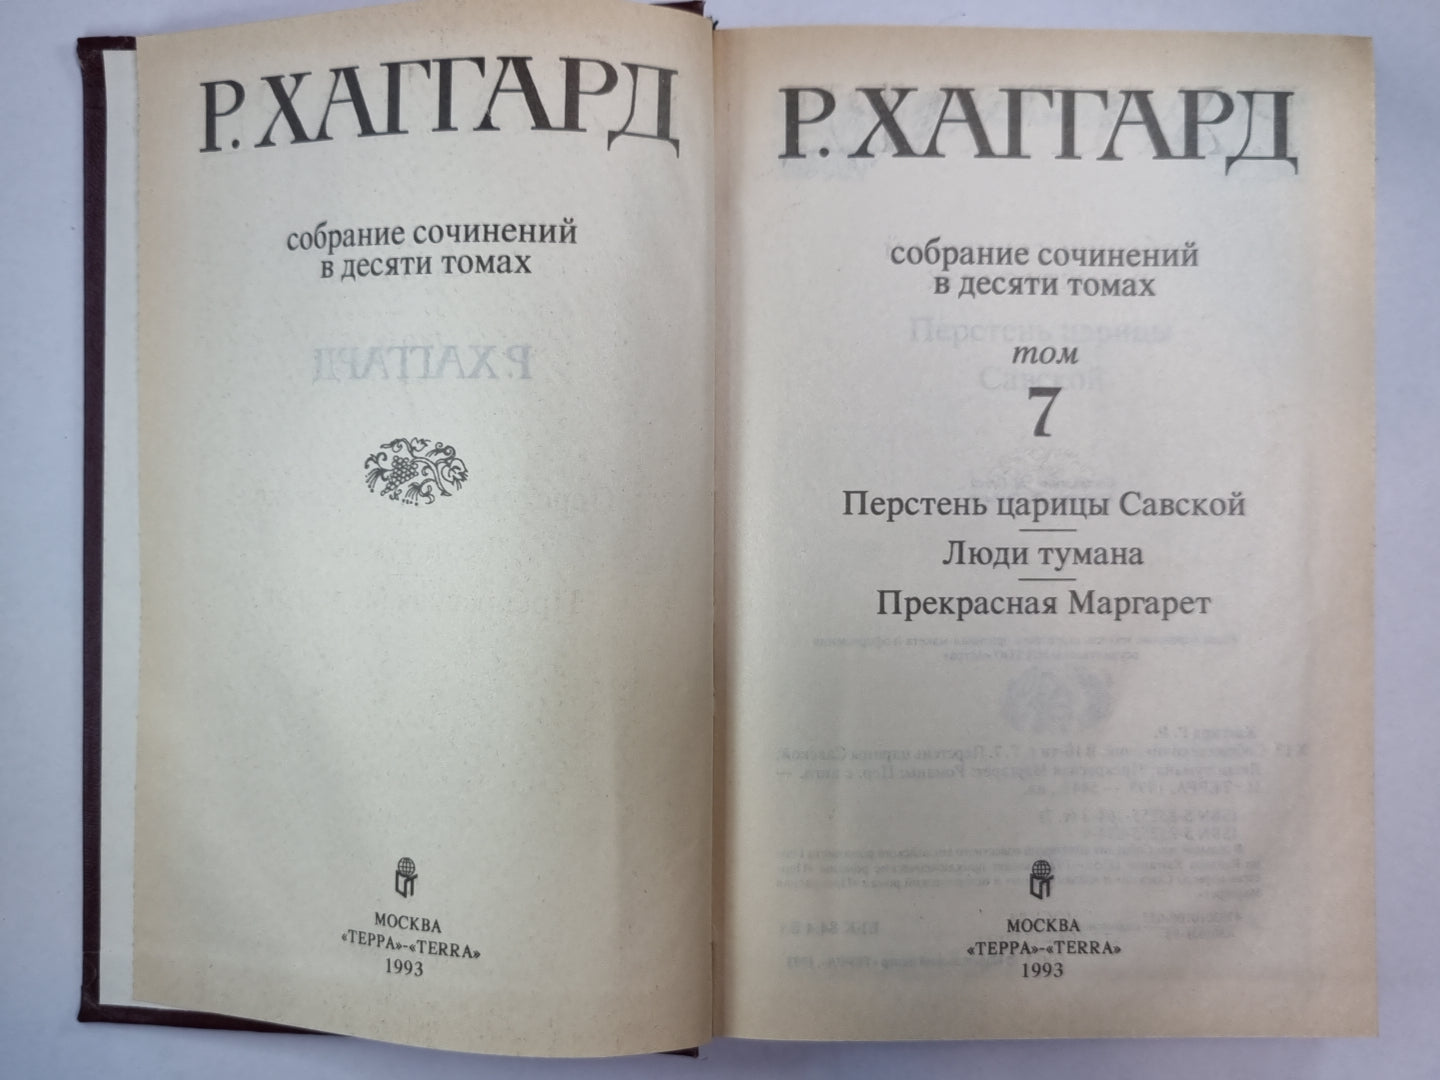 Р. ХАГГАРД
собрание сочинений
в десяти томах
МОСКВА
«ТЕРРА»-«TERRA»
1993
Р. ХАГГАРД
собрание сочинений
в десяти томах
том
7
Перстень царицы Савской
Люди тумана
Прекрасная Маргарет
МОСКВА
«ТЕРРА»-«TERRA»
1993